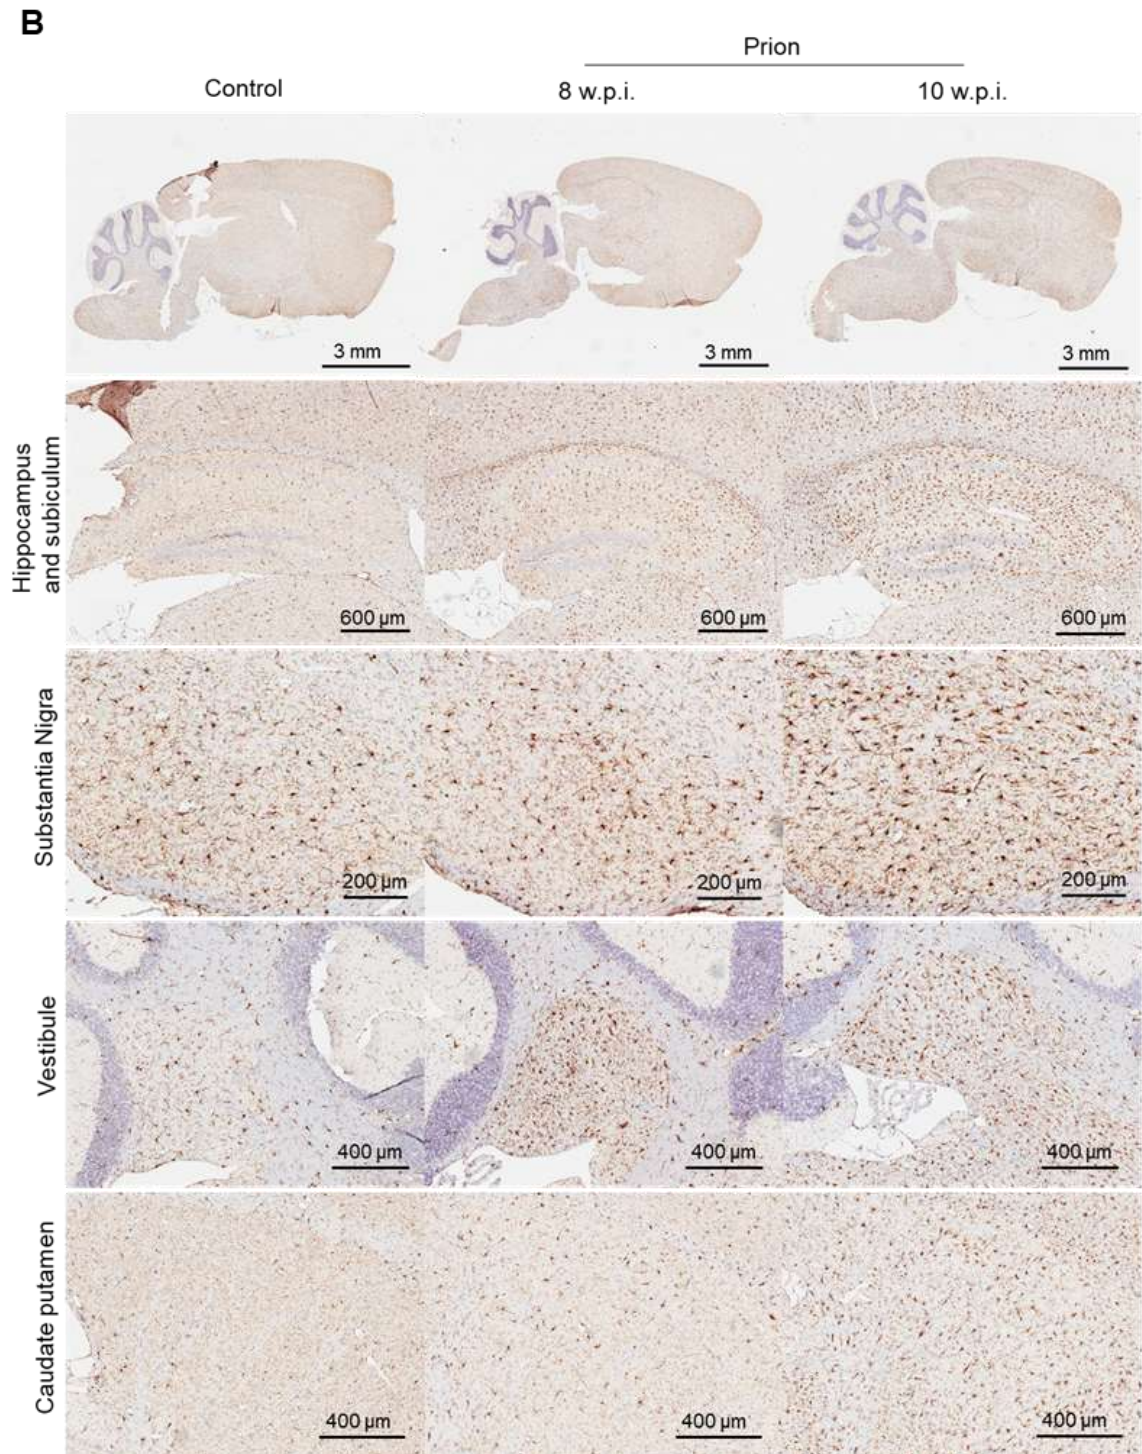 B
Prion
Control
8 w.p.i.
10 w.p.i.
3 mm
3 mm
3 mm
Hippocampus
and subiculum
600 µm
600 µm
600 µm
Substantia Nigra
200 µm
200 µm
200 µm
Vestibule
400 µm
400 µm
400 µm
Caudate putamen
400 µm
400 µm
400 µm